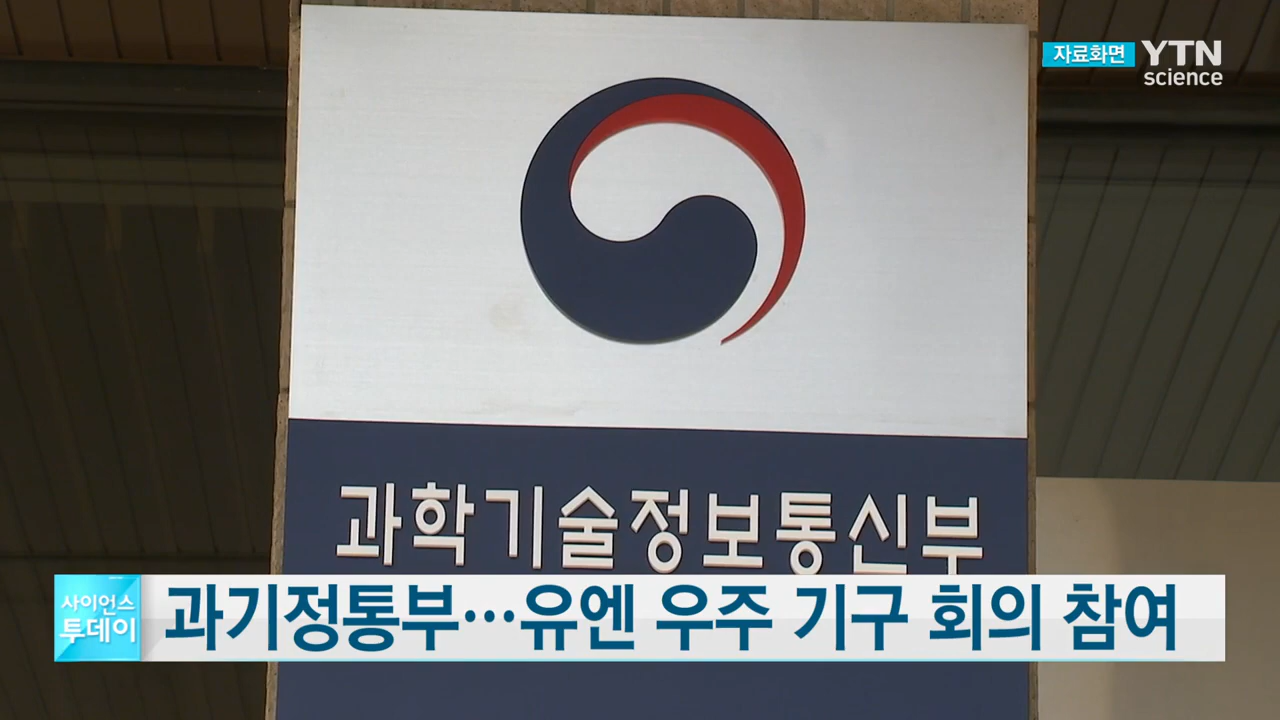 자료화면
YTN
science
과학기술정보통신부
사이언스
투데이
과기정통부…유엔 우주 기구 회의 참여